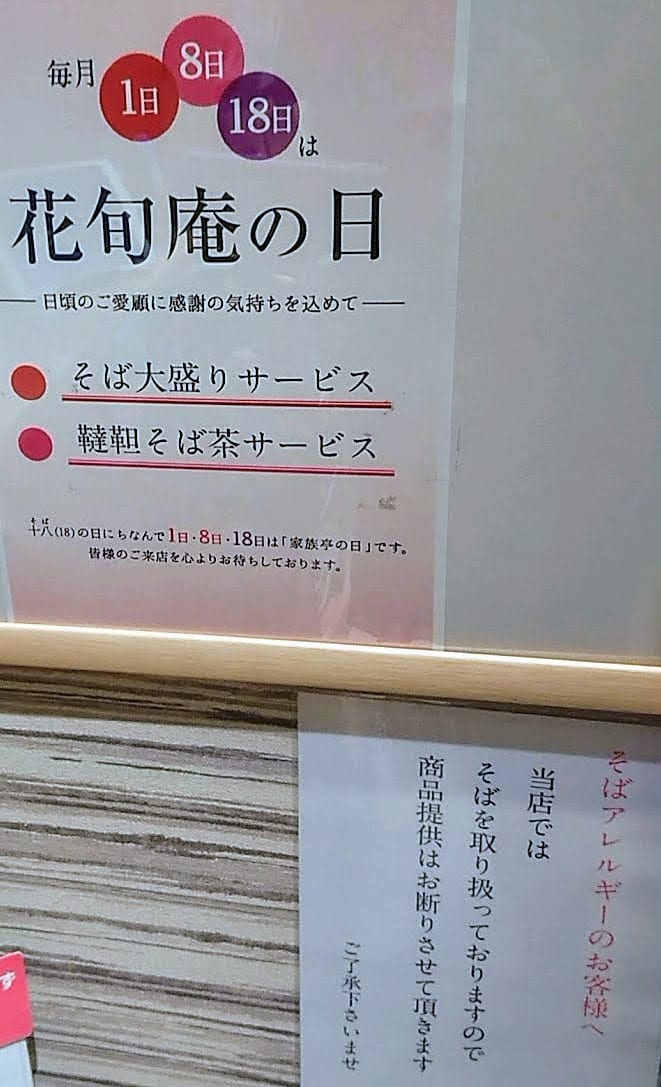 毎月
1日
8日
18日
は
花旬庵の日
日頃のご愛顧に感謝の気持ちを込めて
そば大盛りサービス
韃靼そば茶サービス
そば
十八(18)の日にちなんで1日・8日・18日は「家族亭の日」です。
皆様のご来店を心よりお待ちしております。
そばアレルギーのお客様へ
当店では
そばを取り扱っておりますので
商品提供はお断りさせて頂きます
ご了承下さいませ
す